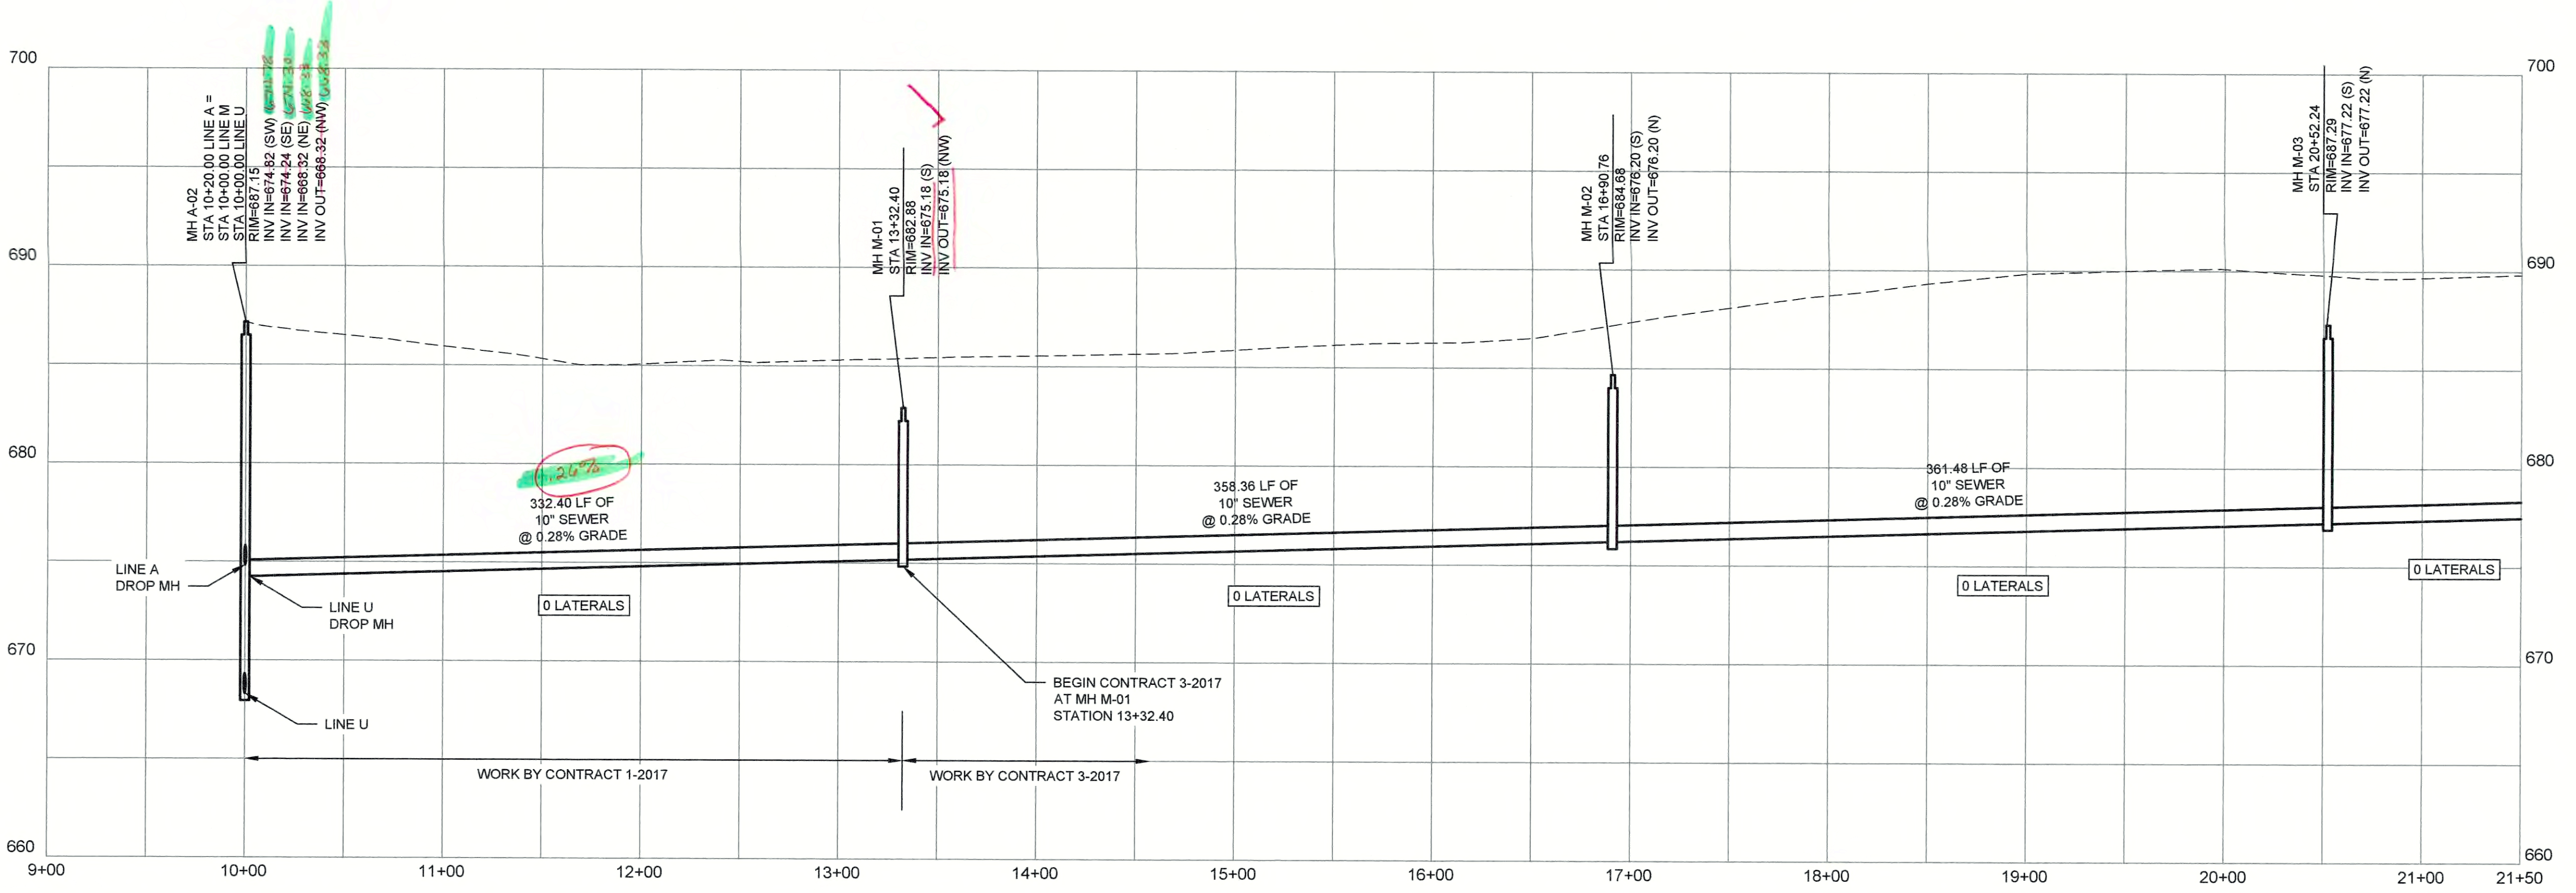 700
700
690
690
680
680
670
670
660
660
MH A-02
STA 10+20.00 LINE A =
STA 10+00.00 LINE M
STA 10+00.00 LINE U
RIM=687.15
INV IN=674.82 (SW)
INV IN=674.24 (SE) (674.30)
INV IN=668.32 (NE) (668.33)
INV OUT=668.32 (NW) (668.33)
MH M-01
STA 13+32.40
RIM=682.88
INV IN=675.18 (S)
INV OUT=675.18 (NW)
MH M-02
STA 16+90.76
RIM=684.68
INV IN=676.20 (S)
INV OUT=676.20 (N)
MH M-03
STA 20+52.24
RIM=687.29
INV IN=677.22 (S)
INV OUT=677.22 (N)
.26%
332.40 LF OF
10" SEWER
@ 0.28% GRADE
358.36 LF OF
10" SEWER
@ 0.28% GRADE
361.48 LF OF
10" SEWER
@ 0.28% GRADE
LINE A
DROP MH
LINE U
DROP MH
LINE U
0 LATERALS
0 LATERALS
0 LATERALS
0 LATERALS
BEGIN CONTRACT 3-2017
AT MH M-01
STATION 13+32.40
WORK BY CONTRACT 1-2017
WORK BY CONTRACT 3-2017
9+00
10+00
11+00
12+00
13+00
14+00
15+00
16+00
17+00
18+00
19+00
20+00
21+00
21+50